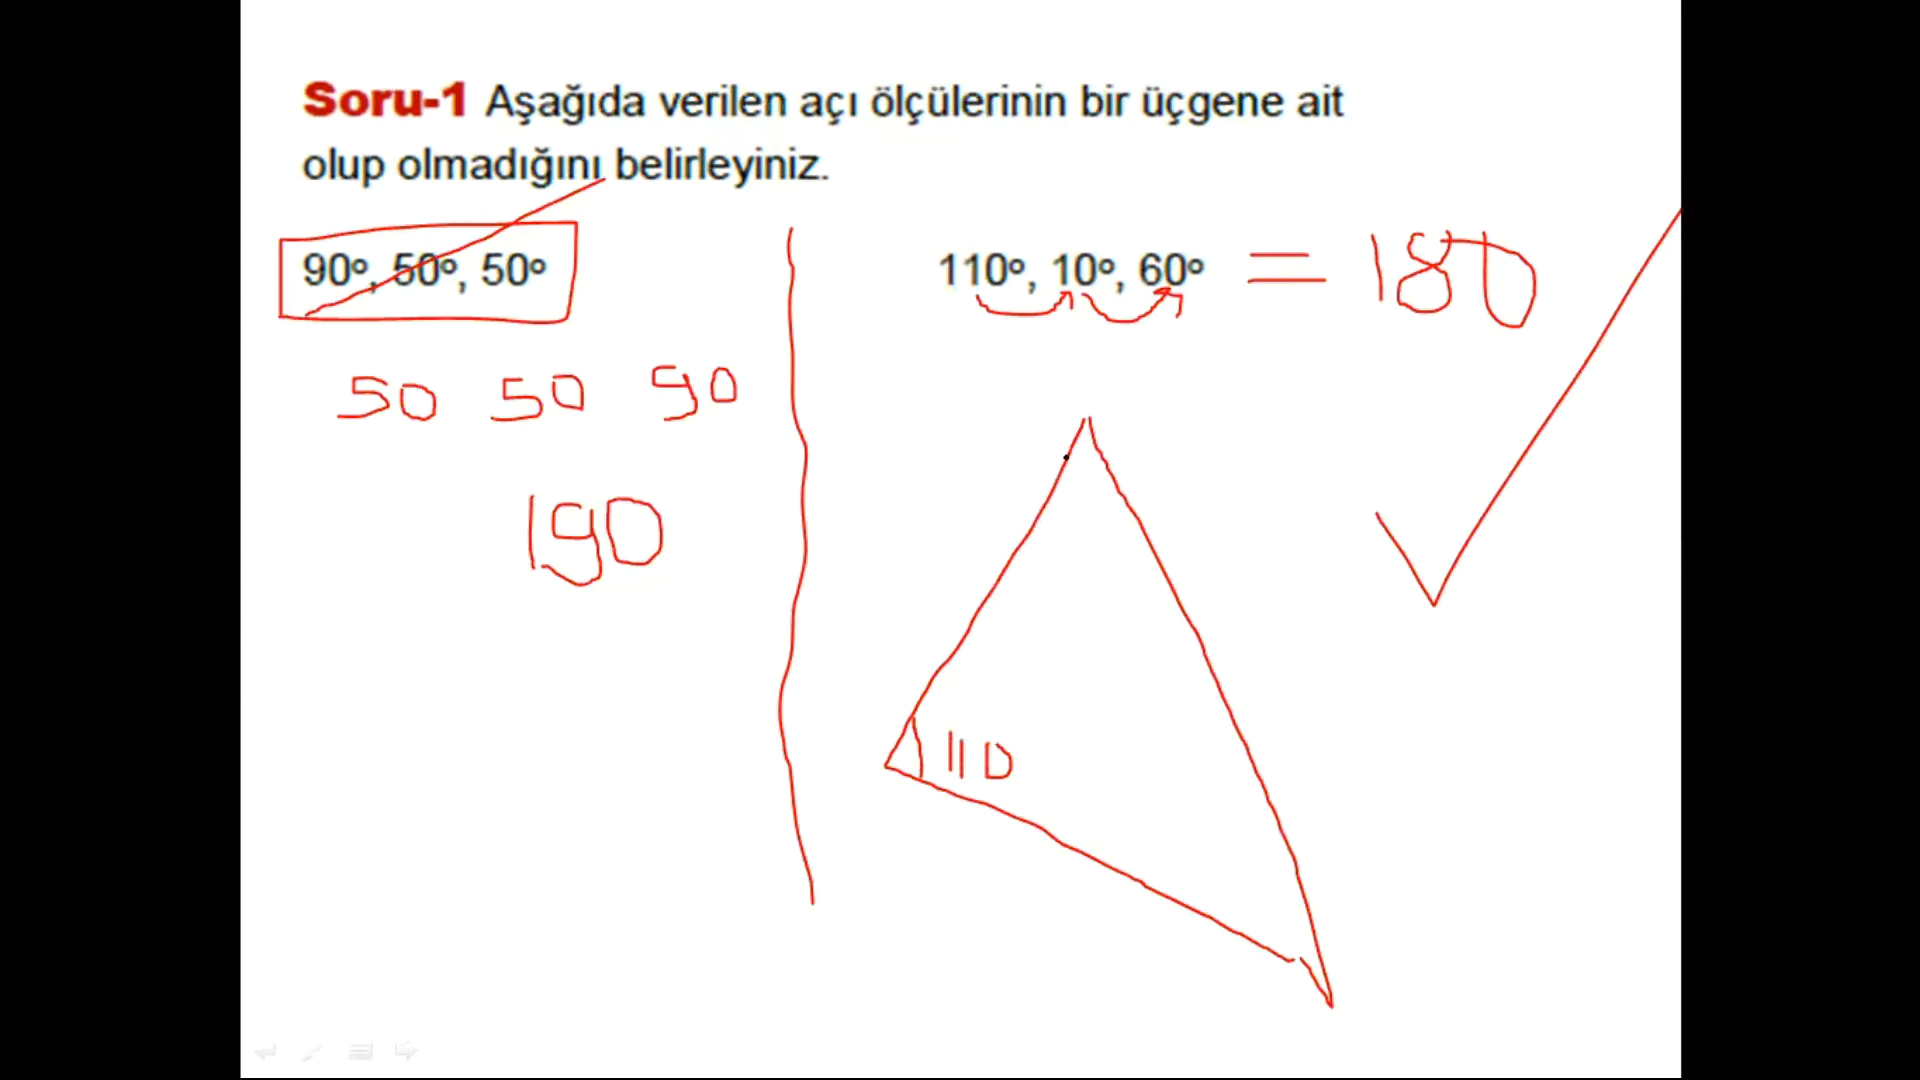 Soru-1 Aşağıda verilen açı ölçülerinin bir üçgene ait
olup olmadığını belirleyiniz.
90°, 50°, 50°
50 50 90
190
110°, 10°, 60° = 180
110